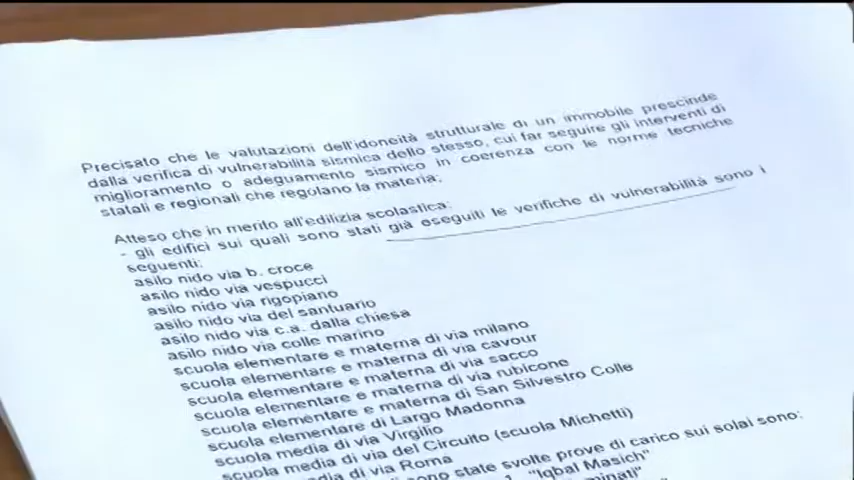 Precisato che le valutazioni dell'idoneità strutturale di un immobile prescinde
dalla verifica di vulnerabilità sismica dello stesso, cui far seguire gli interventi di
miglioramento o adeguamento sismico in coerenza con le norme tecniche
statali e regionali che regolano la materia;
Atteso che in merito all'edilizia scolastica:
- gli edifici sui quali sono stati già eseguiti le verifiche di vulnerabilità sono i
seguenti:
asilo nido via b. croce
asilo nido via vespucci
asilo nido via rigopiano
asilo nido via del santuario
asilo nido via c.a. dalla chiesa
asilo nido via colle marino
scuola elementare e materna di via milano
scuola elementare e materna di via cavour
scuola elementare e materna di via sacco
scuola elementare e materna di via rubicone
scuola elementare e materna di San Silvestro Colle
scuola elementare di Largo Madonna
scuola media di via Virgilio
scuola media di via del Circuito (scuola Michetti)
media di via Roma
sono state svolte prove di carico sui solai sono:
"Iqbal Masich"